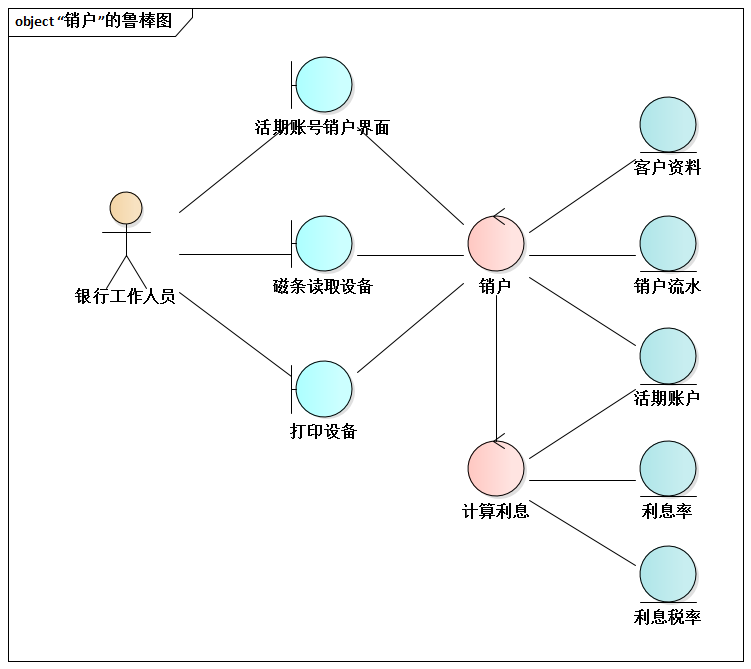 object “销户”的鲁棒图
活期账号销户界面
客户资料
银行工作人员
磁条读取设备
销户
销户流水
活期账户
打印设备
计算利息
利息率
利息税率